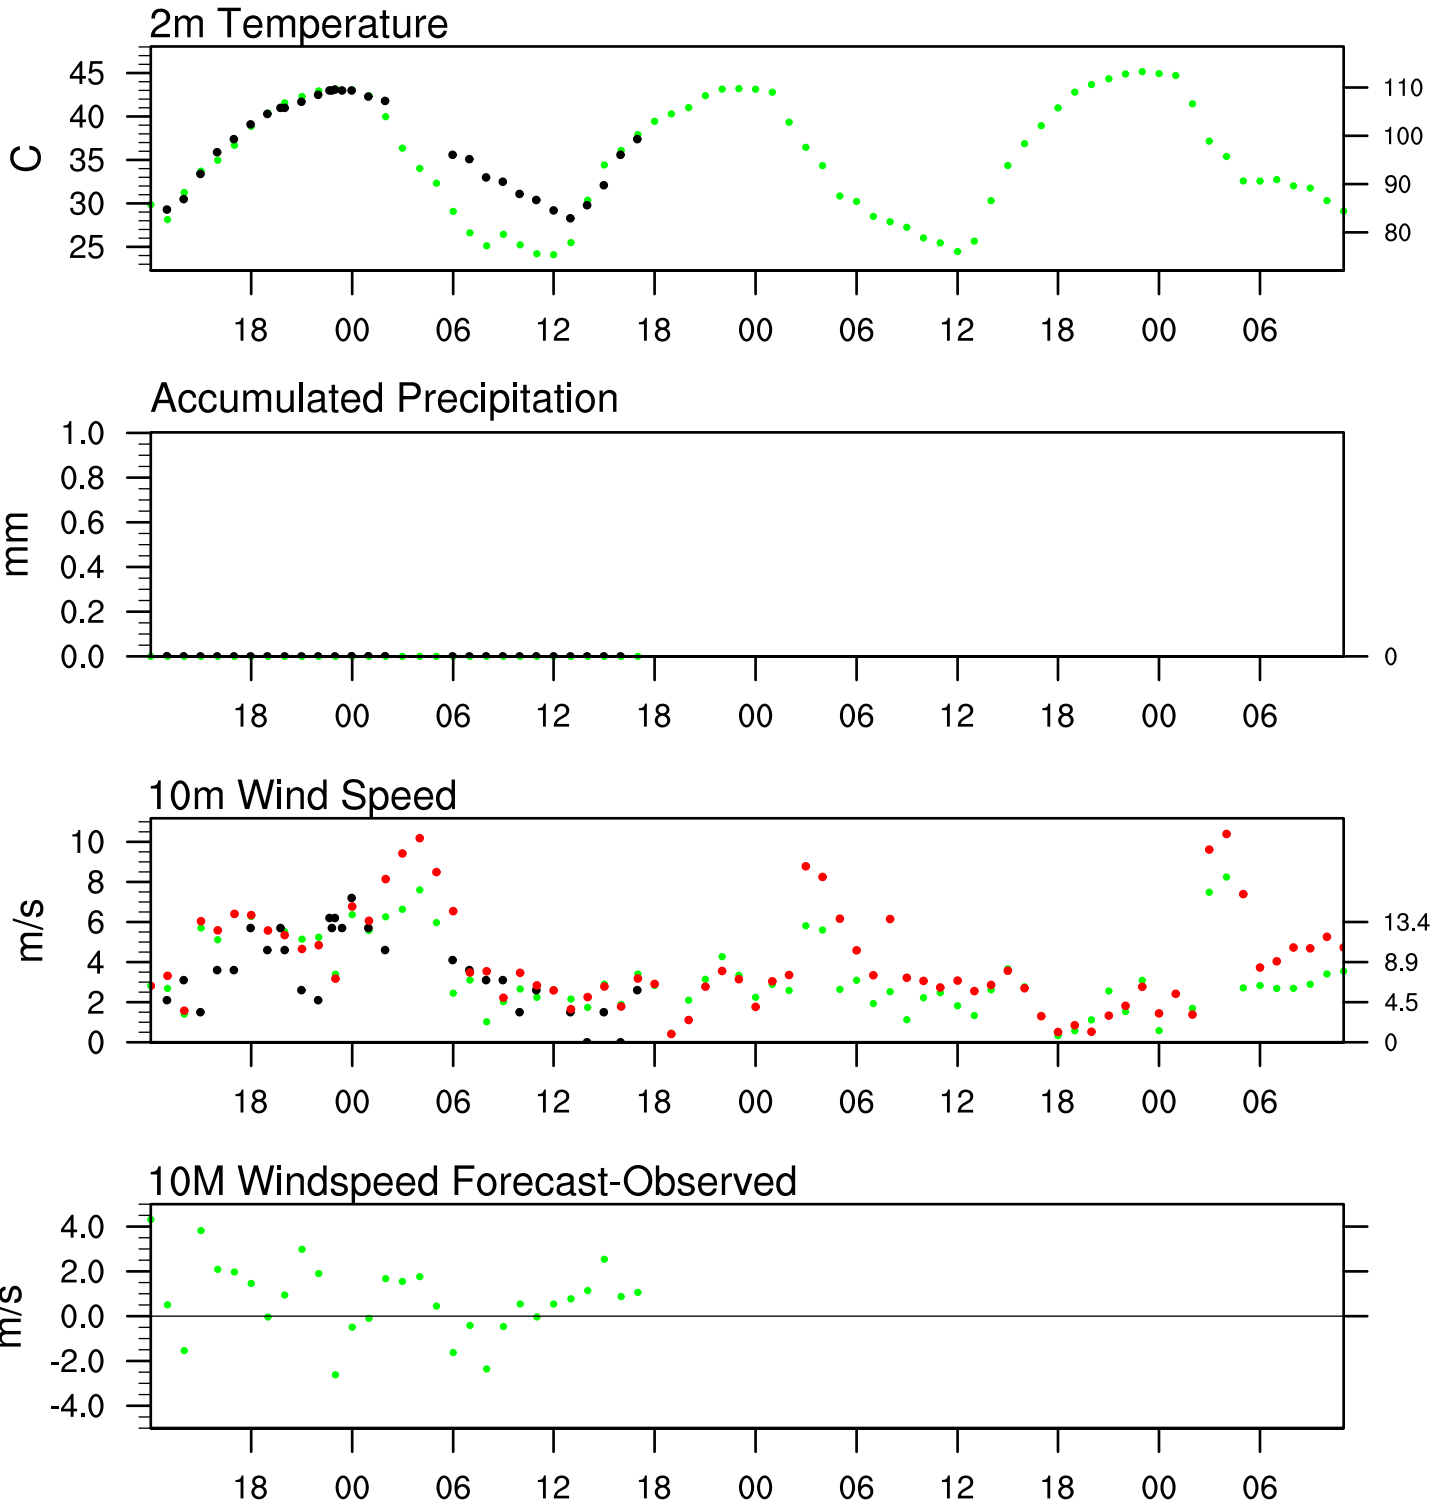 2m Temperature
45
40
35
30
25
C
110
100
90
80
18 00 06 12 18 00 06 12 18 00 06
Accumulated Precipitation
1.0
0.8
0.6
0.4
0.2
0.0
mm
0
18 00 06 12 18 00 06 12 18 00 06
10m Wind Speed
10
8
6
4
2
0
m/s
13.4
8.9
4.5
0
18 00 06 12 18 00 06 12 18 00 06
10M Windspeed Forecast-Observed
4.0
2.0
0.0
-2.0
-4.0
m/s
18 00 06 12 18 00 06 12 18 00 06